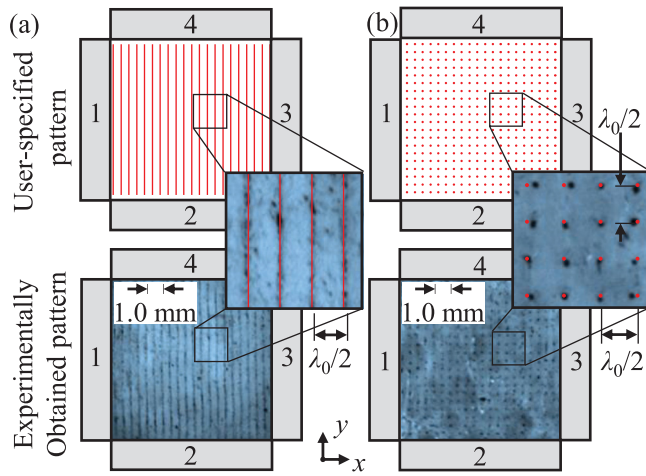 (a)
(b)
User-specified
pattern
4
1
3
2
4
1
3
2
λ₀/2
Experimentally
Obtained pattern
4
1.0 mm
1
3
2
λ₀/2
4
1.0 mm
1
3
2
λ₀/2
y
x